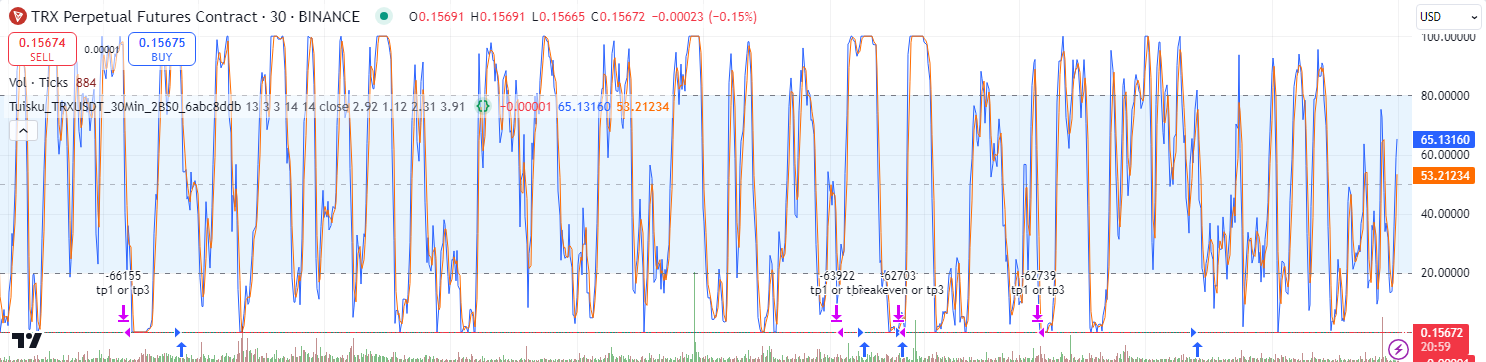 TRX Perpetual Futures Contract · 30 · BINANCE O0.15691 H0.15691 L0.15665 C0.15672 −0.00023 (−0.15%)
USD
0.15674
SELL
0.00001
0.15675
BUY
100.00000
Vol · Ticks 884
Tuisku_TRXUSDT_30Min_2BS0_6abc8ddb 13 3 3 14 14 close 2.92 1.12 2.31 3.91 −0.00001 65.13160 53.21234
80.00000
65.13160
60.00000
53.21234
40.00000
20.00000
-66155
tp1 or tp3
-63922
tp1 or tp
-62703
breakeven or tp3
-62739
tp1 or tp3
0.15672
20:59